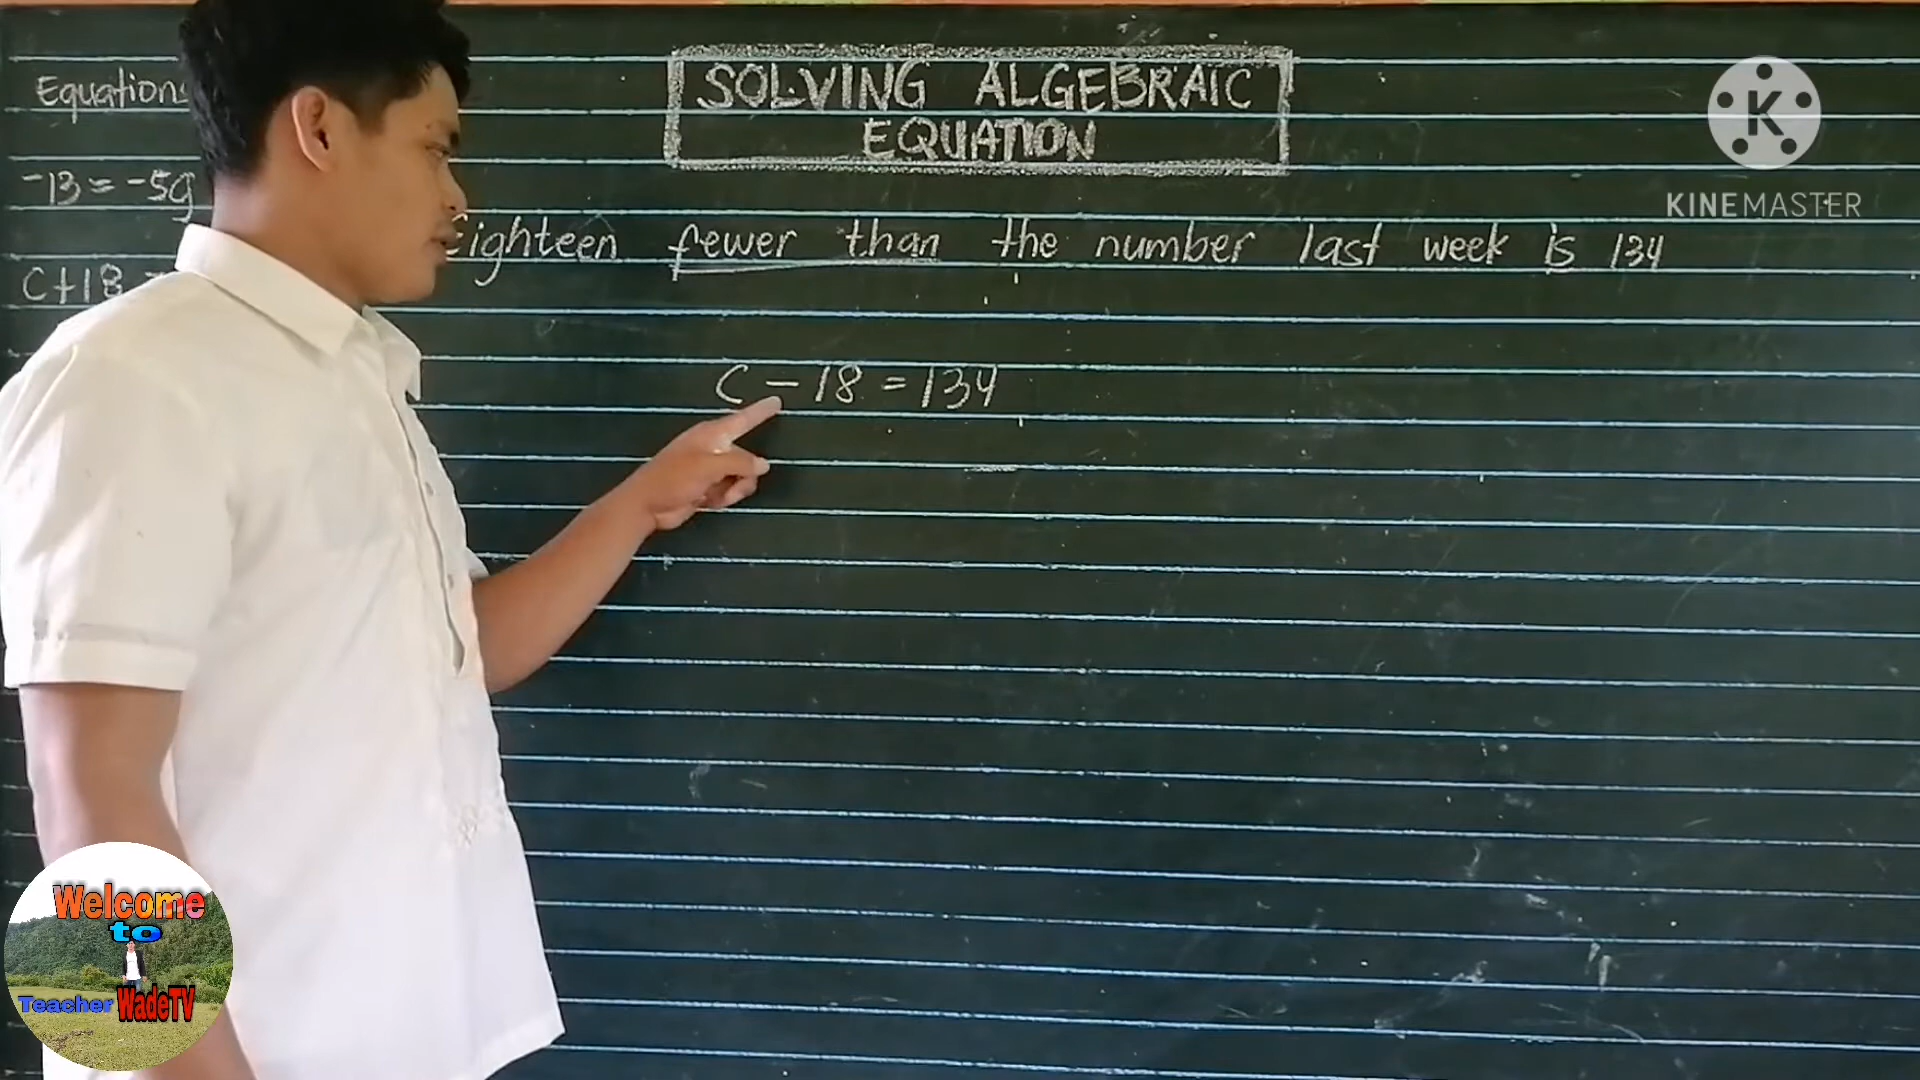 Equations
SOLVING ALGEBRAIC
EQUATION
-13 = -5g
Eighteen fewer than the number last week is 134
C+18 =
C - 18 = 134
K
KINEMASTER
Welcome
to
Teacher WadeTV